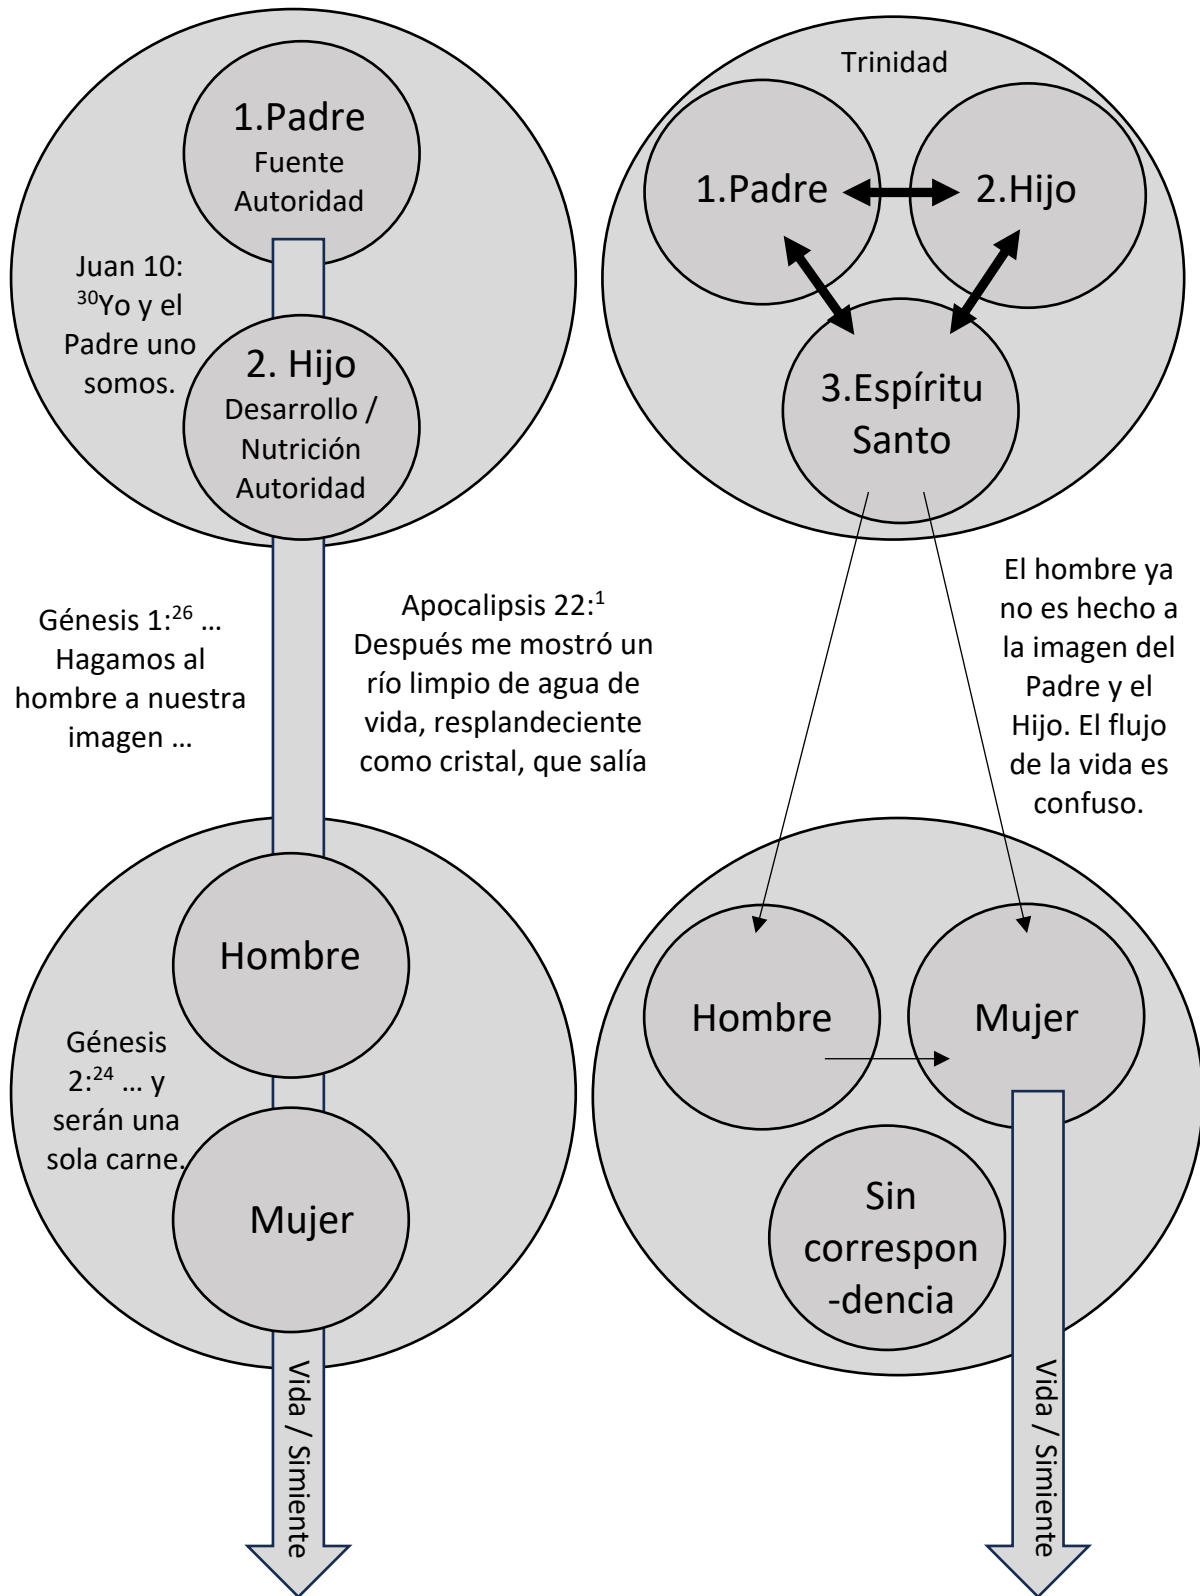 1.Padre
Fuente
Autoridad
Juan 10:
³⁰Yo y el
Padre uno
somos.
2. Hijo
Desarrollo /
Nutrición
Autoridad
Génesis 1:²⁶ …
Hagamos al
hombre a nuestra
imagen …
Apocalipsis 22:¹
Después me mostró un
río limpio de agua de
vida, resplandeciente
como cristal, que salía
Hombre
Génesis
2:²⁴ … y
serán una
sola carne.
Mujer
Vida / Simiente
Trinidad
1.Padre
2.Hijo
3.Espíritu
Santo
El hombre ya
no es hecho a
la imagen del
Padre y el
Hijo. El flujo
de la vida es
confuso.
Hombre
Mujer
Sin
correspon
-dencia
Vida / Simiente